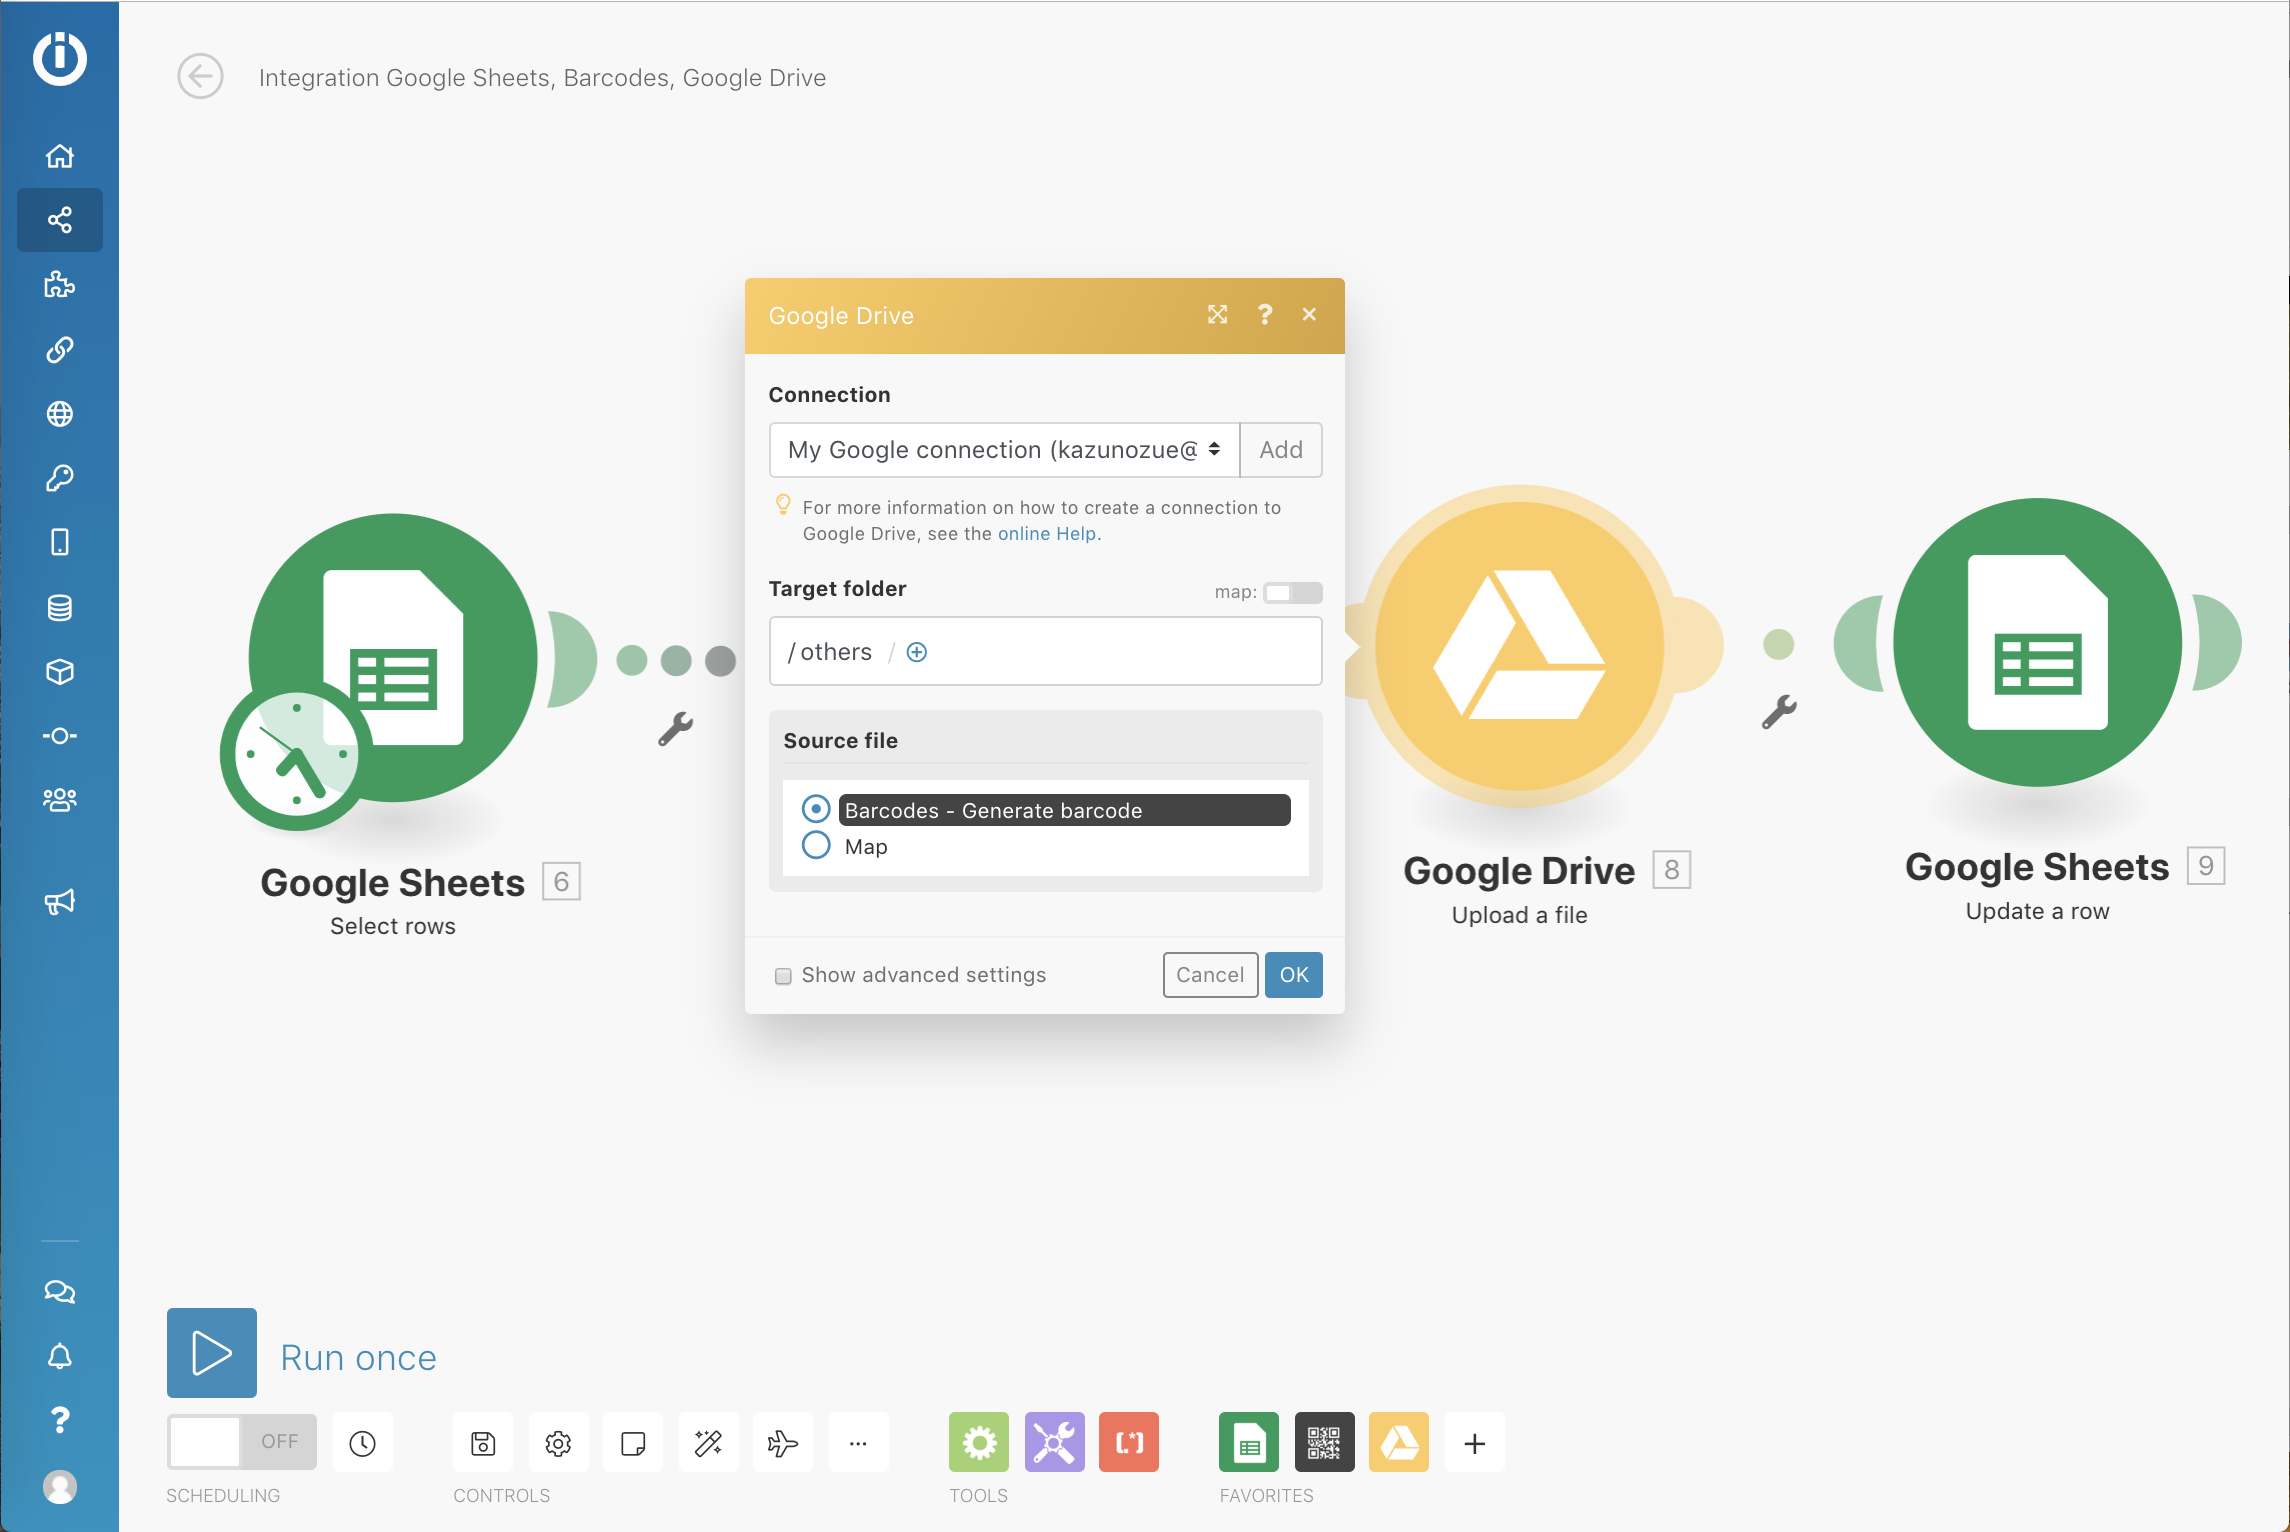 Integration Google Sheets, Barcodes, Google Drive
Google Drive
?
Connection
My Google connection (kazunozue@
Add
For more information on how to create a connection to
Google Drive, see the online Help.
Target folder
map:
/ others /
Source file
Barcodes - Generate barcode
Map
Show advanced settings
Cancel
OK
Google Sheets 6
Select rows
Google Drive 8
Upload a file
Google Sheets 9
Update a row
Run once
OFF
SCHEDULING
CONTROLS
TOOLS
FAVORITES